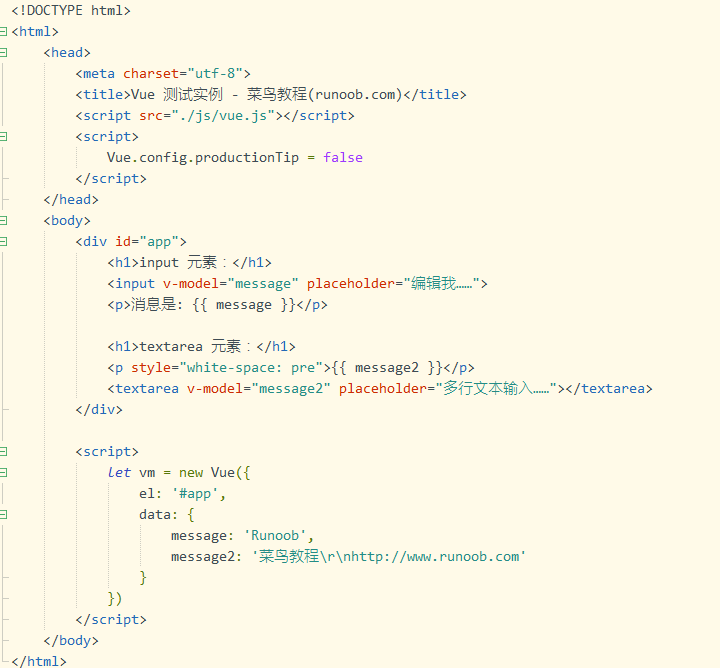 <!DOCTYPE html>
<html>
    <head>
        <meta charset="utf-8">
        <title>Vue 测试实例 - 菜鸟教程(runoob.com)</title>
        <script src="./js/vue.js"></script>
        <script>
            Vue.config.productionTip = false
        </script>
    </head>
    <body>
        <div id="app">
            <h1>input 元素：</h1>
            <input v-model="message" placeholder="编辑我……">
            <p>消息是: {{ message }}</p>

            <h1>textarea 元素：</h1>
            <p style="white-space: pre">{{ message2 }}</p>
            <textarea v-model="message2" placeholder="多行文本输入……"></textarea>
        </div>

        <script>
            let vm = new Vue({
                el: '#app',
                data: {
                    message: 'Runoob',
                    message2: '菜鸟教程\r\nhttp://www.runoob.com'
                }
            })
        </script>
    </body>
</html>